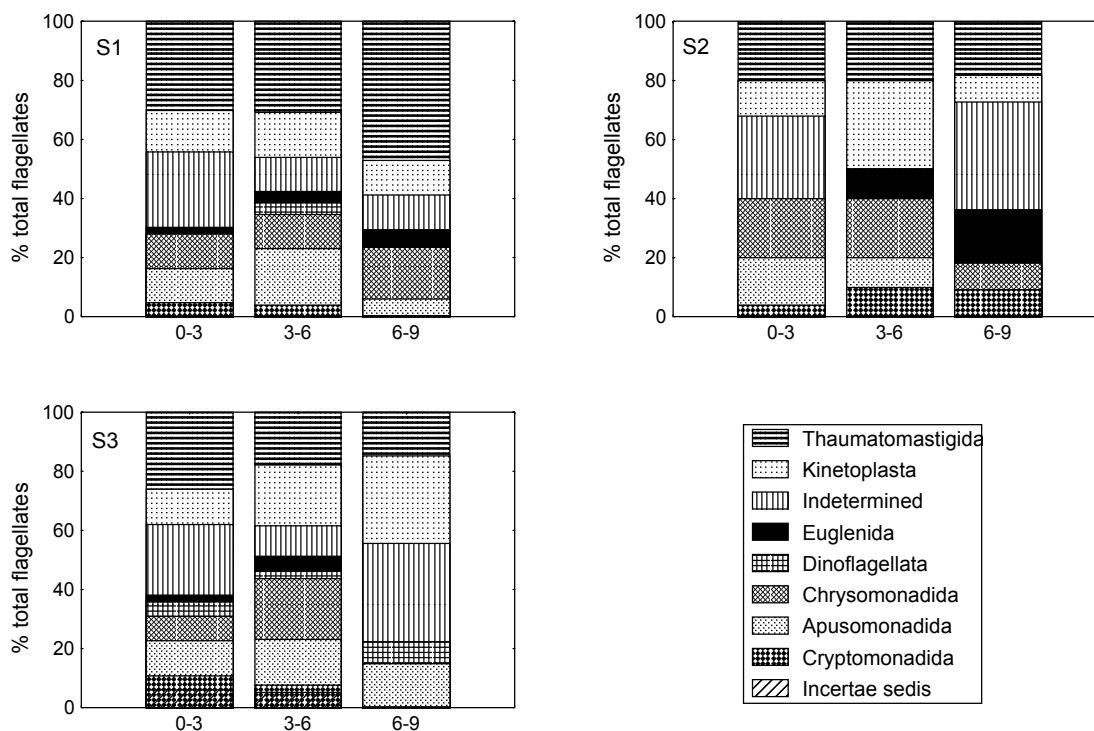 S1
% total flagellates
100
80
60
40
20
0
0-3 3-6 6-9
S2
% total flagellates
100
80
60
40
20
0
0-3 3-6 6-9
S3
% total flagellates
100
80
60
40
20
0
0-3 3-6 6-9
Thaumatomastigida
Kinetoplasta
Indetermined
Euglenida
Dinoflagellata
Chrysomonadida
Apusomonadida
Cryptomonadida
Incertae sedis